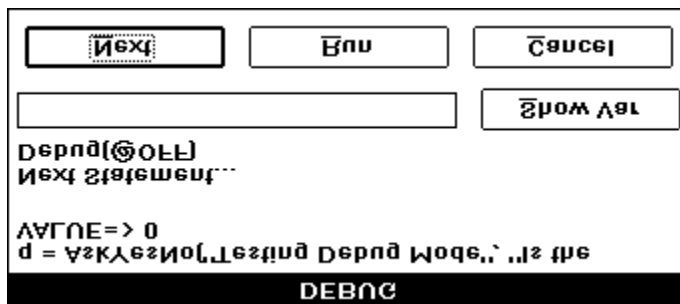 DEBUG
q = AskYesNo("Testing Debug Mode", "Is the
VALUE=> 0
Next Statement...
Debug(@OFF)
Show Var
Next Run Cancel